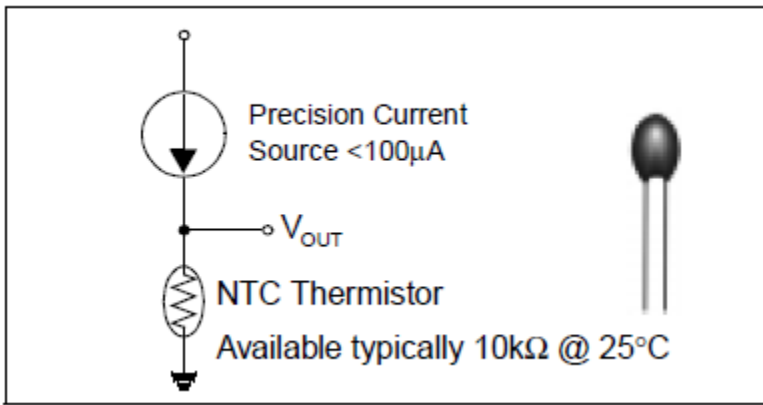 Precision Current
Source <100μA
VOUT
NTC Thermistor
Available typically 10kΩ @ 25°C